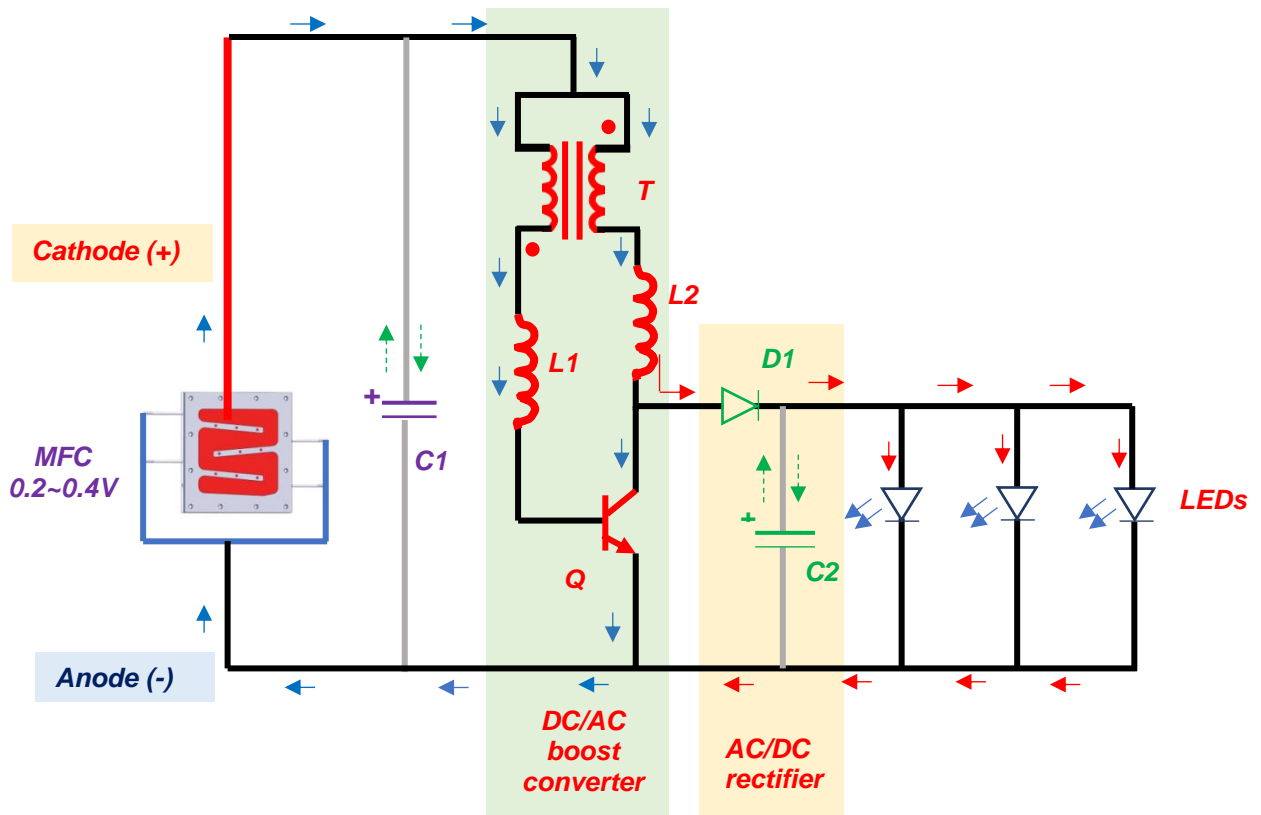 T
Cathode (+)
L2
L1
D1
+
C1
MFC
0.2~0.4V
LEDs
+
C2
Q
Anode (-)
DC/AC
boost
converter
AC/DC
rectifier